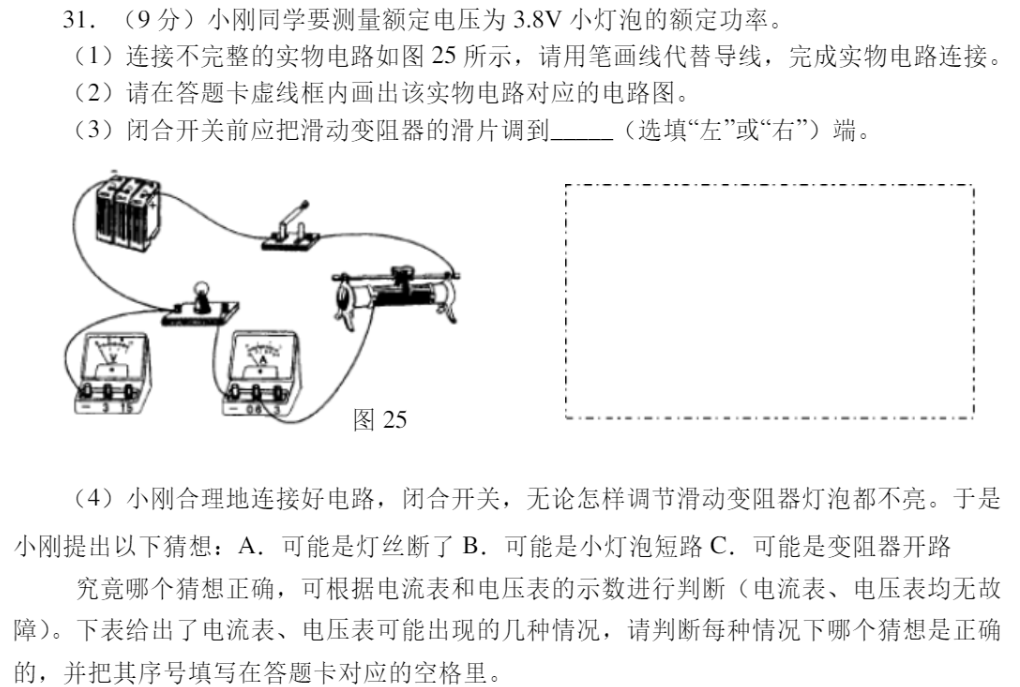 31．（9 分）小刚同学要测量额定电压为 3.8V 小灯泡的额定功率。
（1）连接不完整的实物电路如图 25 所示，请用笔画线代替导线，完成实物电路连接。
（2）请在答题卡虚线框内画出该实物电路对应的电路图。
（3）闭合开关前应把滑动变阻器的滑片调到_____（选填“左”或“右”）端。
－
＋
V
A
－ 3 15
－ 0.6 3
图 25
（4）小刚合理地连接好电路，闭合开关，无论怎样调节滑动变阻器灯泡都不亮。于是
小刚提出以下猜想：A．可能是灯丝断了 B．可能是小灯泡短路 C．可能是变阻器开路
究竟哪个猜想正确，可根据电流表和电压表的示数进行判断（电流表、电压表均无故
障）。下表给出了电流表、电压表可能出现的几种情况，请判断每种情况下哪个猜想是正确
的，并把其序号填写在答题卡对应的空格里。